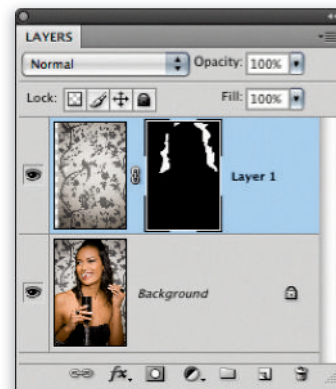 LAYERS
Normal Opacity: 100%
Lock: Fill: 100%
Layer 1
Background
fx.